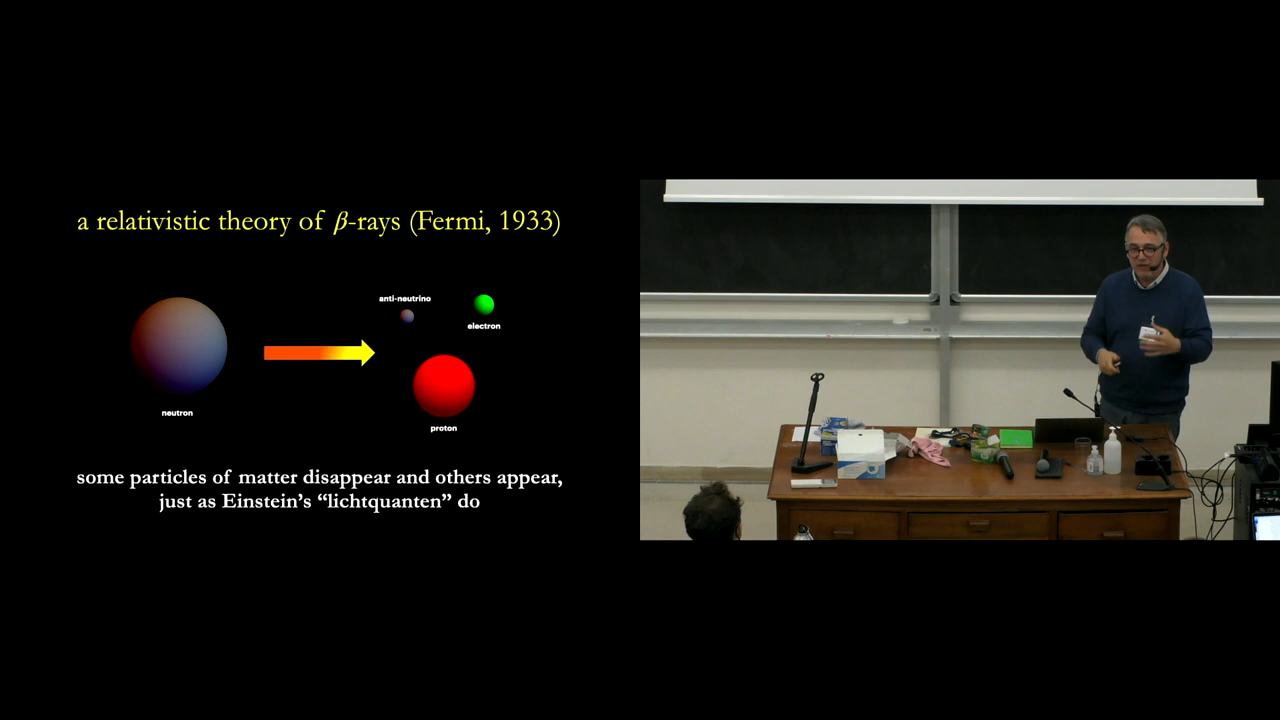 a relativistic theory of β-rays (Fermi, 1933)
anti-neutrino
electron
neutron
proton
some particles of matter disappear and others appear,
just as Einstein's “lichtquanten” do